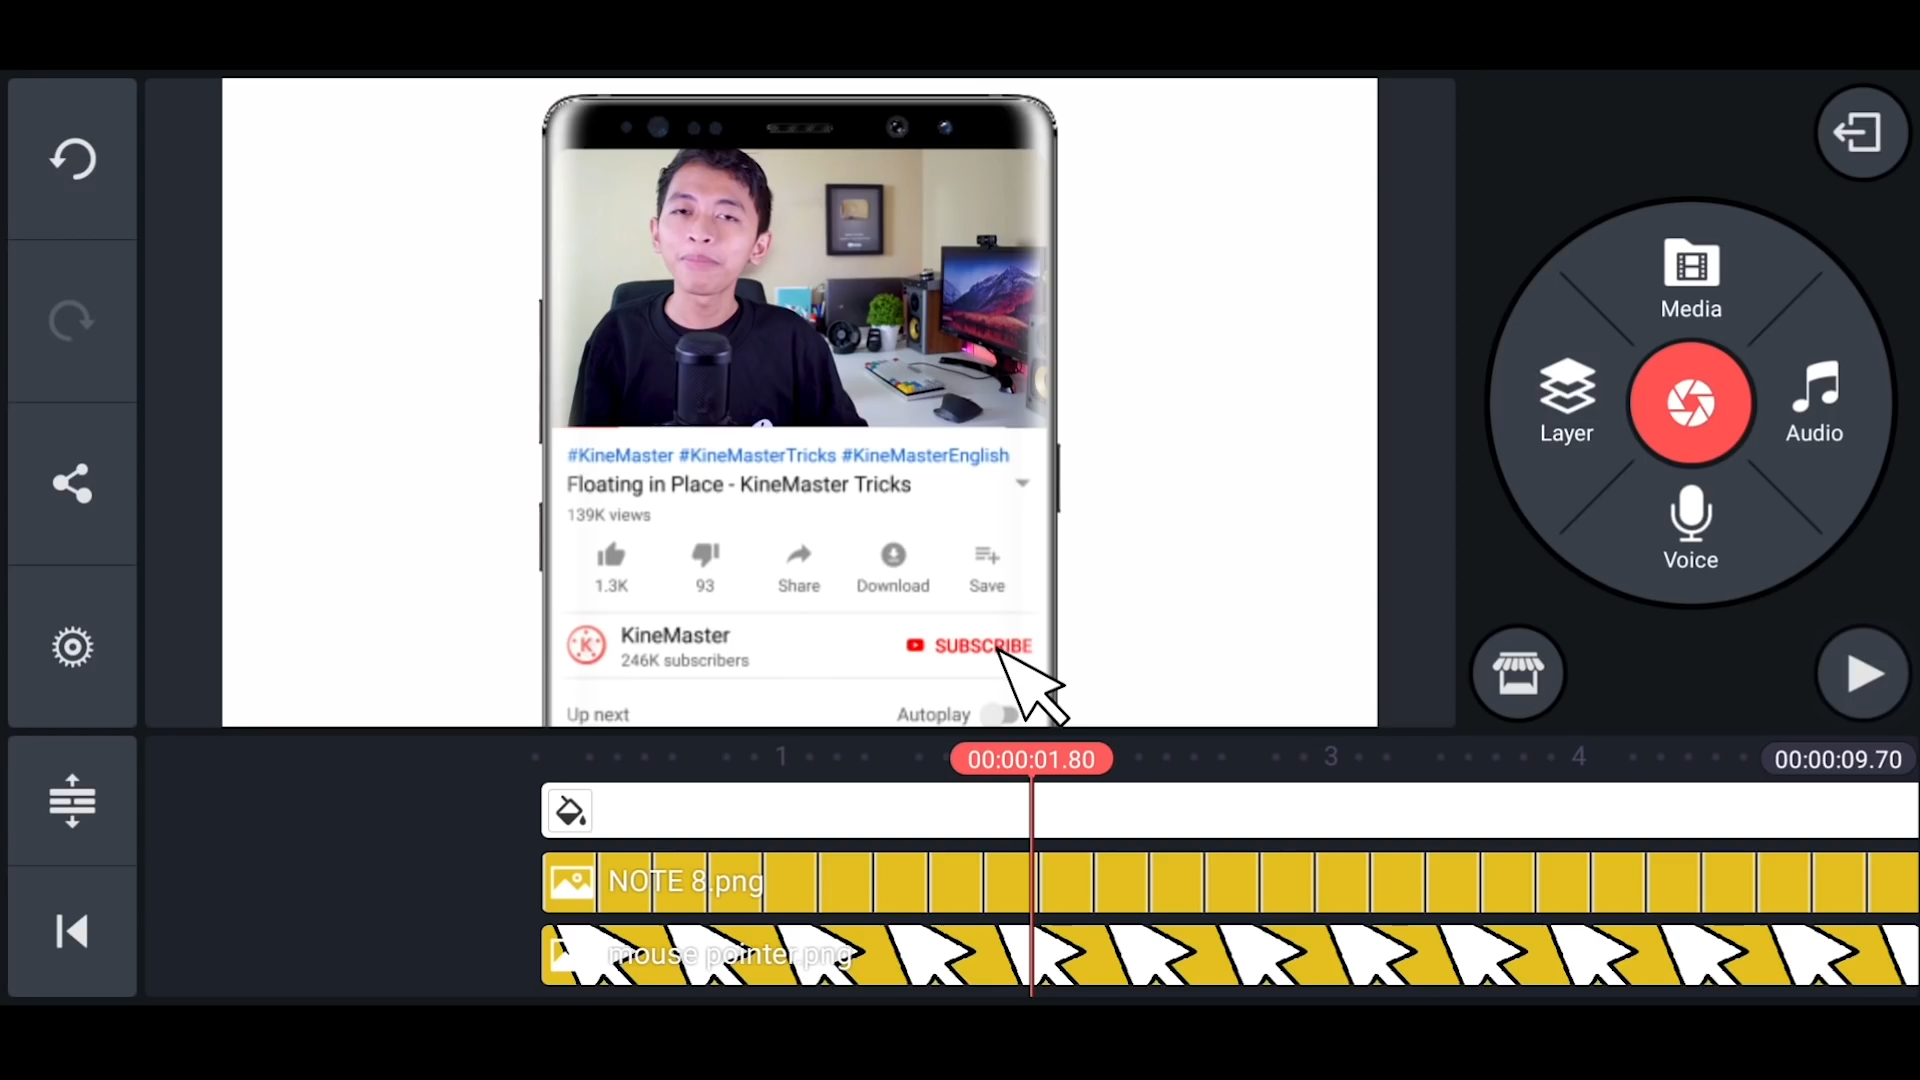 Media
Layer
Audio
Voice
#KineMaster #KineMasterTricks #KineMasterEnglish
Floating in Place - KineMaster Tricks
139K views
1.3K
93
Share
Download
Save
K
KineMaster
246K subscribers
SUBSCRIBE
Up next
Autoplay
1
00:00:01.80
3
4
00:00:09.70
NOTE 8.png
mouse pointer.png